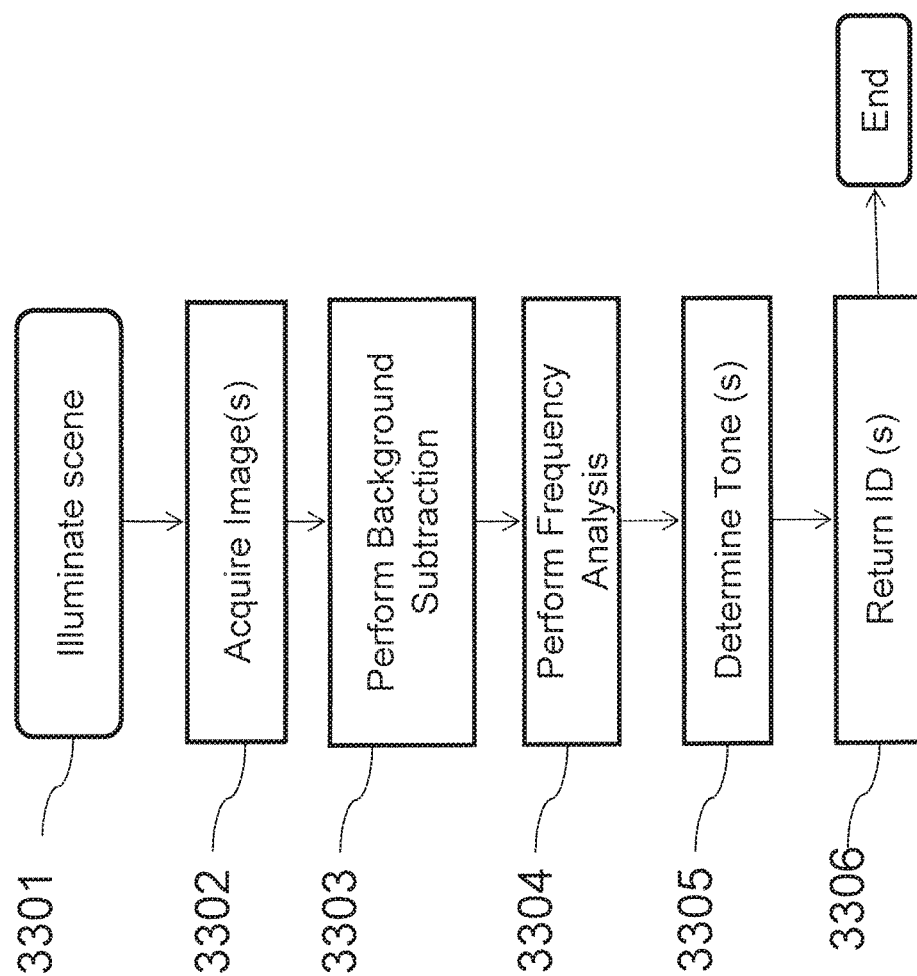 3301
Illuminate scene
3302
Acquire Image(s)
3303
Perform Background
Subtraction
3304
Perform Frequency
Analysis
3305
Determine Tone (s)
3306
Return ID (s)
End